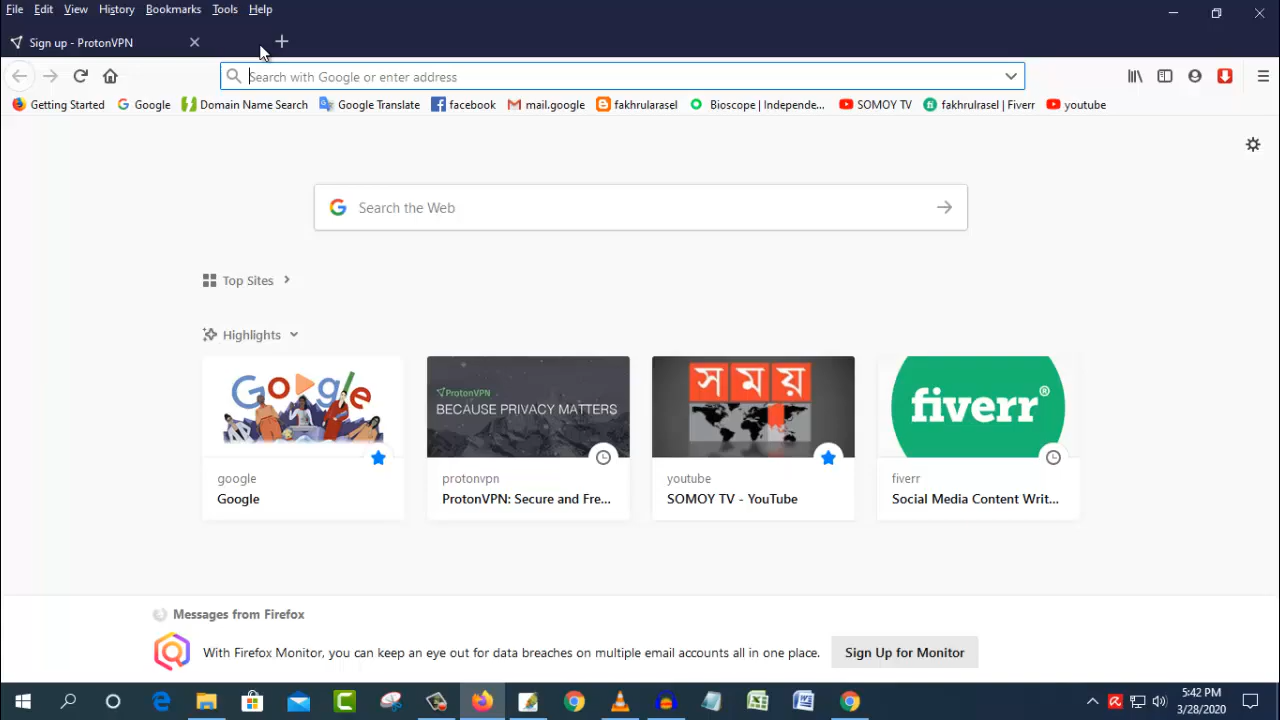 File Edit View History Bookmarks Tools Help
Sign up - ProtonVPN
Search with Google or enter address
Getting Started Google Domain Name Search Google Translate facebook mail.google fakhrularasel Bioscope | Independe... SOMOY TV fakhrulrasel | Fiverr youtube
Search the Web
Top Sites
Highlights
Google
ProtonVPN
BECAUSE PRIVACY MATTERS
সময়
fiverr®
google
Google
protonvpn
ProtonVPN: Secure and Fre...
youtube
SOMOY TV - YouTube
fiverr
Social Media Content Writ...
Messages from Firefox
With Firefox Monitor, you can keep an eye out for data breaches on multiple email accounts all in one place.
Sign Up for Monitor
5:42 PM
3/28/2020